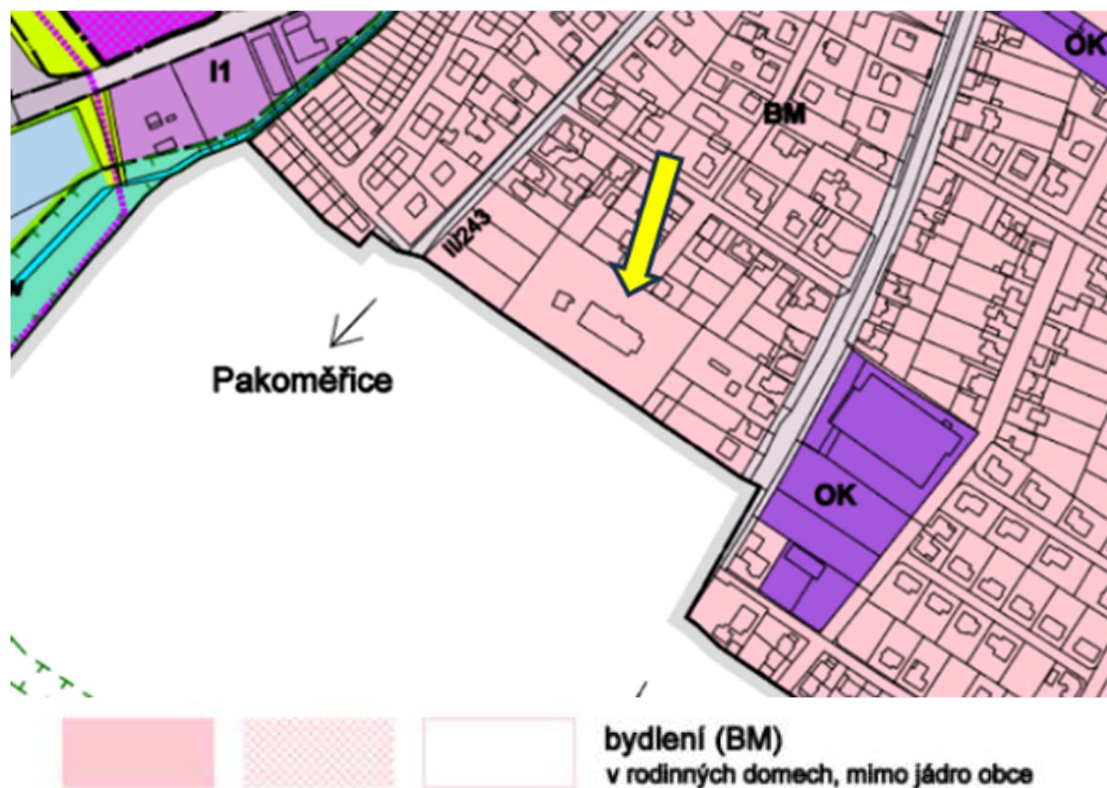 OK
I1
BM
II/243
Pakoměřice
OK
bydlení (BM)
v rodinných domech, mimo jádro obce